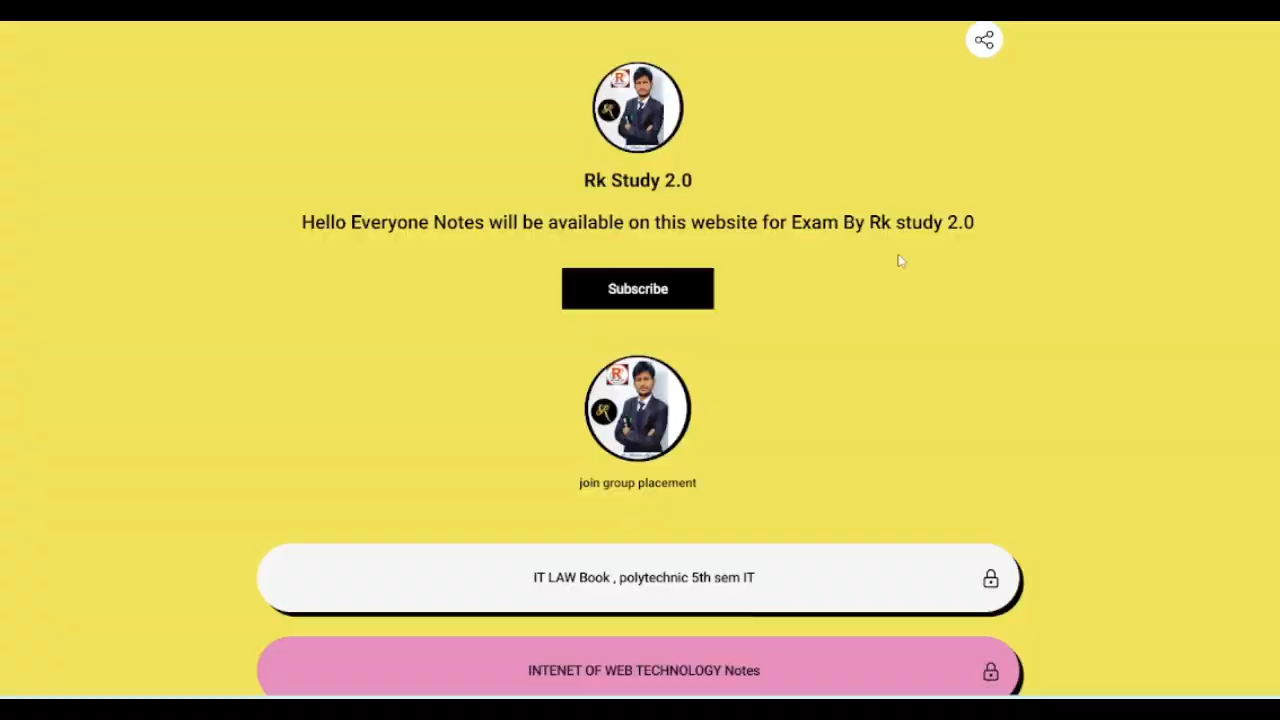 Rk Study 2.0
Hello Everyone Notes will be available on this website for Exam By Rk study 2.0
Subscribe
join group placement
IT LAW Book , polytechnic 5th sem IT
INTENET OF WEB TECHNOLOGY Notes